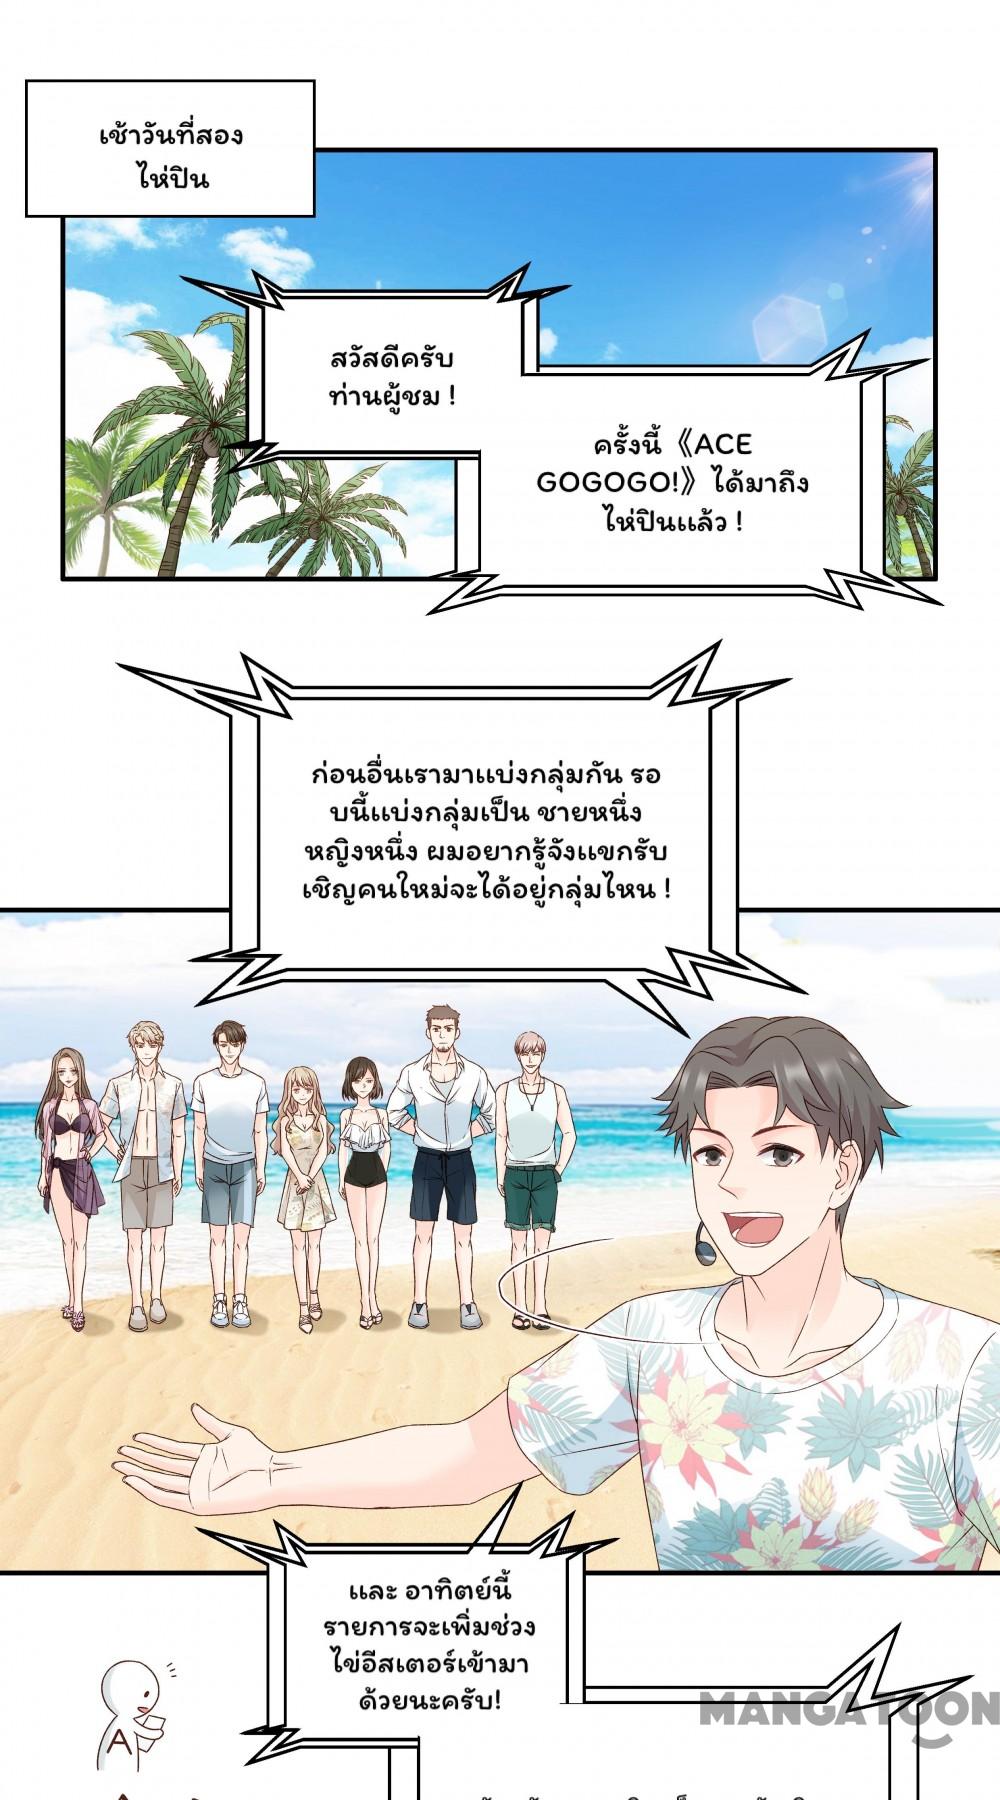 เช้าวันที่สอง
ไห่ปิน
สวัสดีครับ
ท่านผู้ชม !
ครั้งนี้《ACE
GOGOGO!》ได้มาถึง
ไห่ปินแล้ว !
ก่อนอื่นเรามาแบ่งกลุ่มกัน รอ
บนี้แบ่งกลุ่มเป็น ชายหนึ่ง
หญิงหนึ่ง ผมอยากรู้จังแขกรับ
เชิญคนใหม่จะได้อยู่กลุ่มไหน !
และ อาทิตย์นี้
รายการจะเพิ่มช่วง
ไข่อีสเตอร์เข้ามา
ด้วยนะครับ!
MANGATOON
A